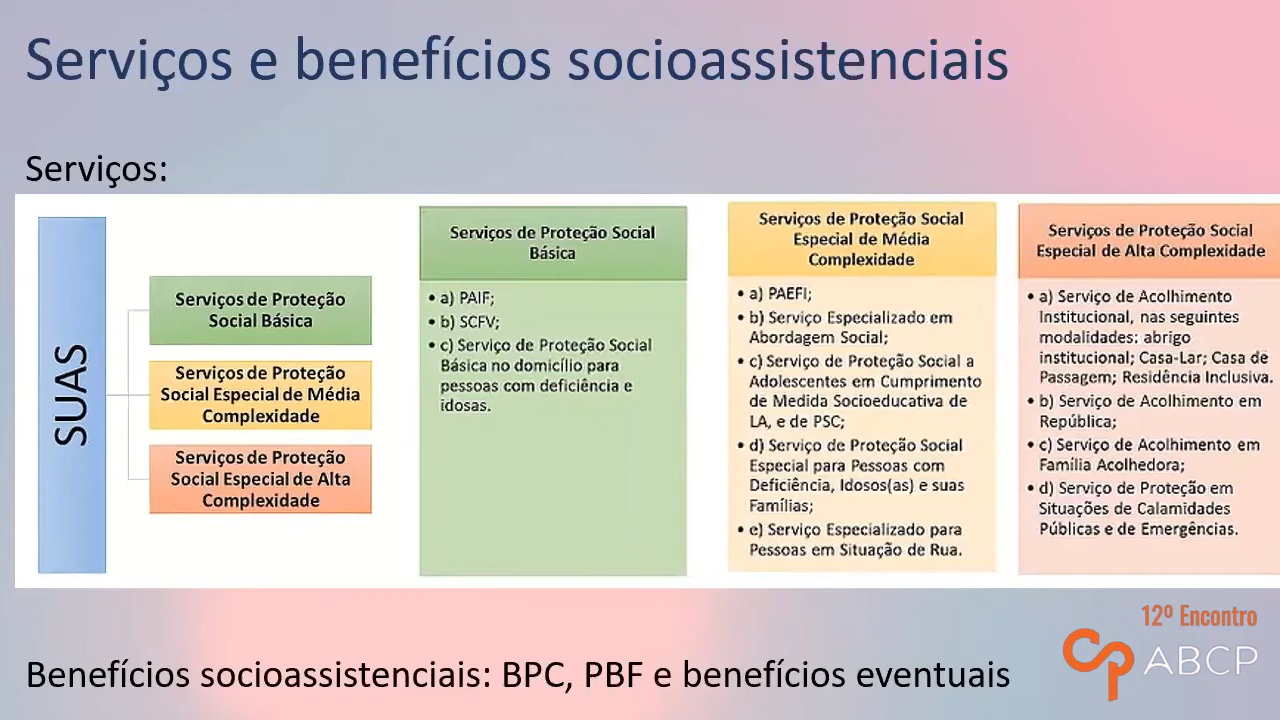 Serviços e benefícios socioassistenciais
Serviços:
SUAS
Serviços de Proteção
Social Básica
Serviços de Proteção
Social Especial de Média
Complexidade
Serviços de Proteção
Social Especial de Alta
Complexidade
Serviços de Proteção Social
Básica
• a) PAIF;
• b) SCFV;
• c) Serviço de Proteção Social
Básica no domicílio para
pessoas com deficiência e
idosas.
Serviços de Proteção Social
Especial de Média
Complexidade
• a) PAEFI;
• b) Serviço Especializado em
Abordagem Social;
• c) Serviço de Proteção Social a
Adolescentes em Cumprimento
de Medida Socioeducativa de
LA, e de PSC;
• d) Serviço de Proteção Social
Especial para Pessoas com
Deficiência, Idosos(as) e suas
Famílias;
• e) Serviço Especializado para
Pessoas em Situação de Rua.
Serviços de Proteção Social
Especial de Alta Complexidade
• a) Serviço de Acolhimento
Institucional, nas seguintes
modalidades: abrigo
institucional; Casa-Lar; Casa de
Passagem; Residência Inclusiva.
• b) Serviço de Acolhimento em
República;
• c) Serviço de Acolhimento em
Família Acolhedora;
• d) Serviço de Proteção em
Situações de Calamidades
Públicas e de Emergências.
Benefícios socioassistenciais: BPC, PBF e benefícios eventuais
12º Encontro
CP ABCP